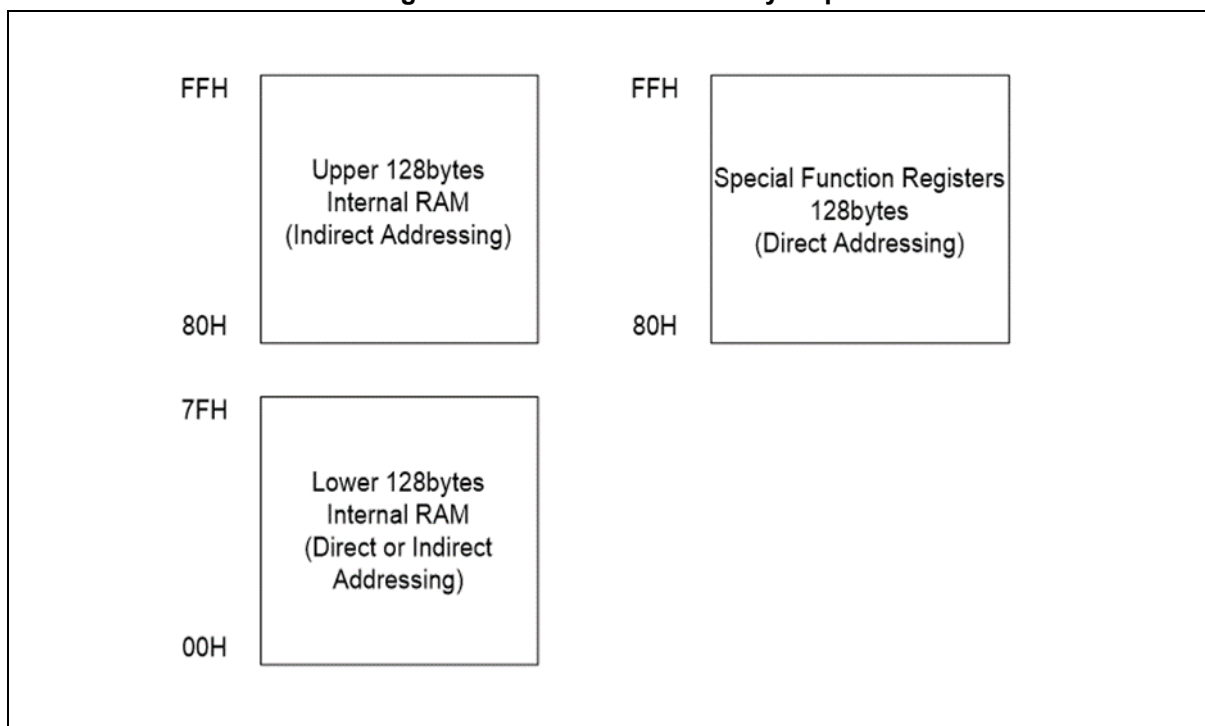 FFH
Upper 128bytes
Internal RAM
(Indirect Addressing)
80H
FFH
Special Function Registers
128bytes
(Direct Addressing)
80H
7FH
Lower 128bytes
Internal RAM
(Direct or Indirect
Addressing)
00H